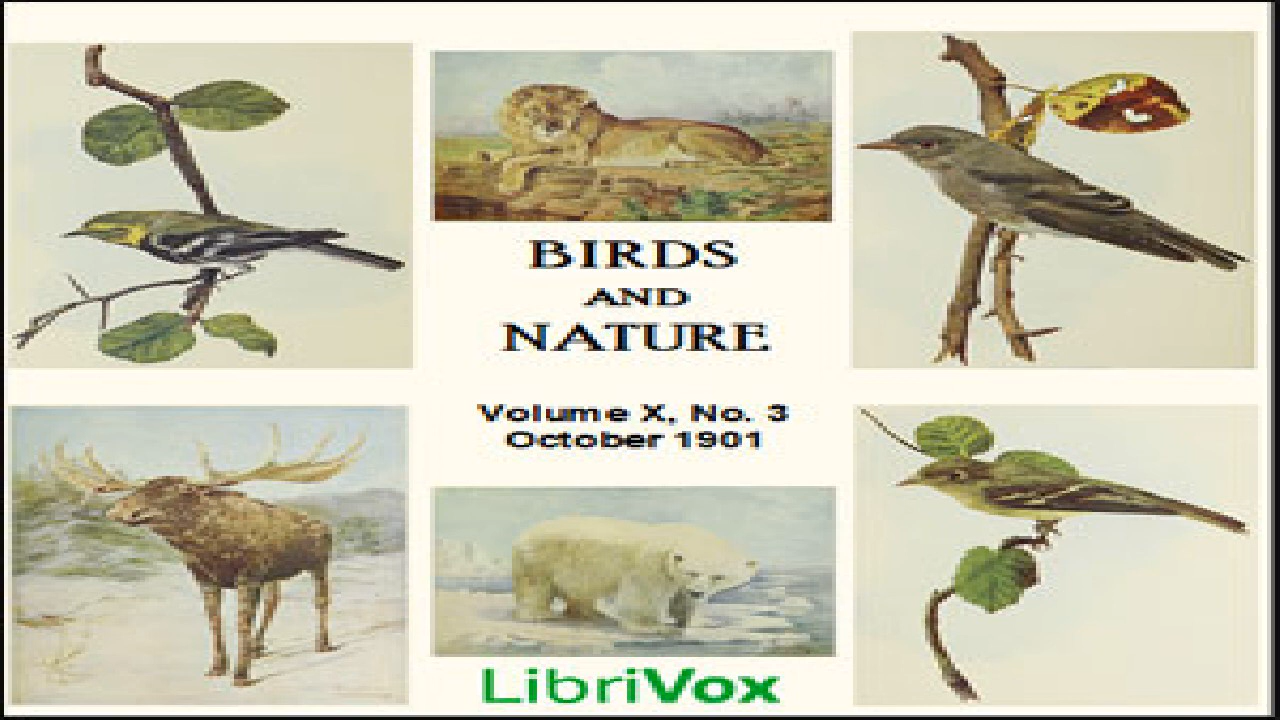 BIRDS
AND
NATURE
Volume X, No. 3
October 1901
LibriVox